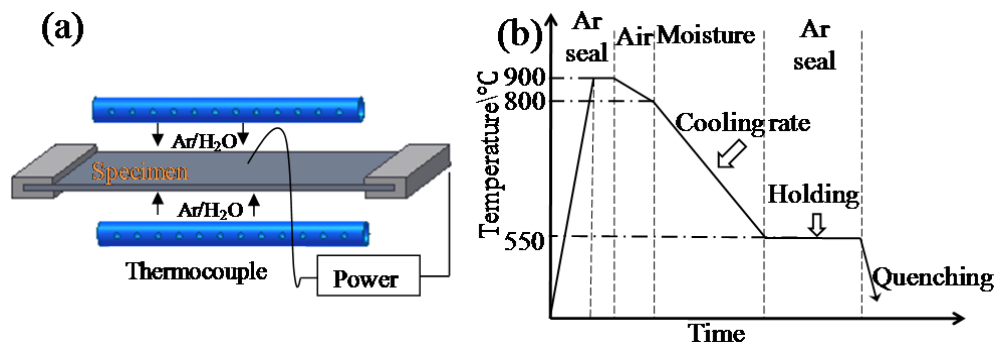 (a)
Ar/H₂O
Specimen
Ar/H₂O
Thermocouple
Power
(b)
Ar
seal
Air
Moisture
Ar
seal
900
800
Cooling rate
Holding
550
Quenching
Temperature\°C
Time